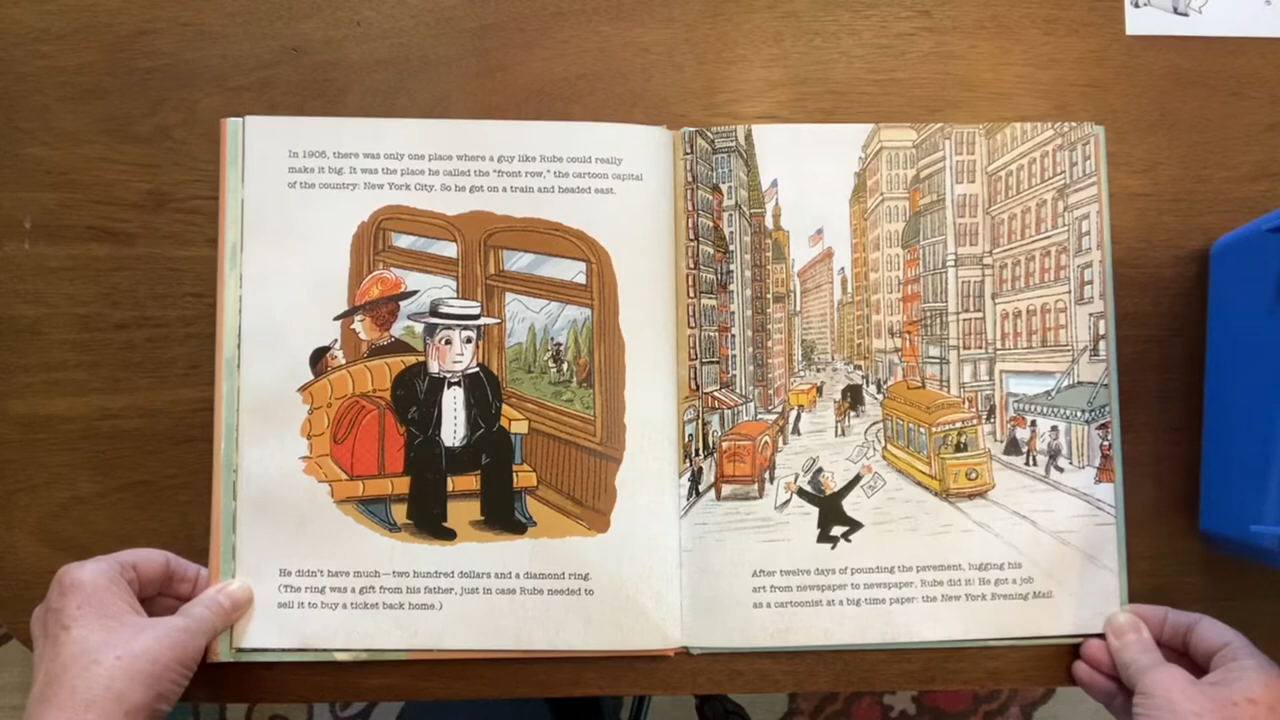 In 1906, there was only one place where a guy like Rube could really
make it big. It was the place he called the “front row,” the cartoon capital
of the country: New York City. So he got on a train and headed east.
He didn’t have much—two hundred dollars and a diamond ring.
(The ring was a gift from his father, just in case Rube needed to
sell it to buy a ticket back home.)
After twelve days of pounding the pavement, lugging his
art from newspaper to newspaper, Rube did it! He got a job
as a cartoonist at a big-time paper: the New York Evening Mail.